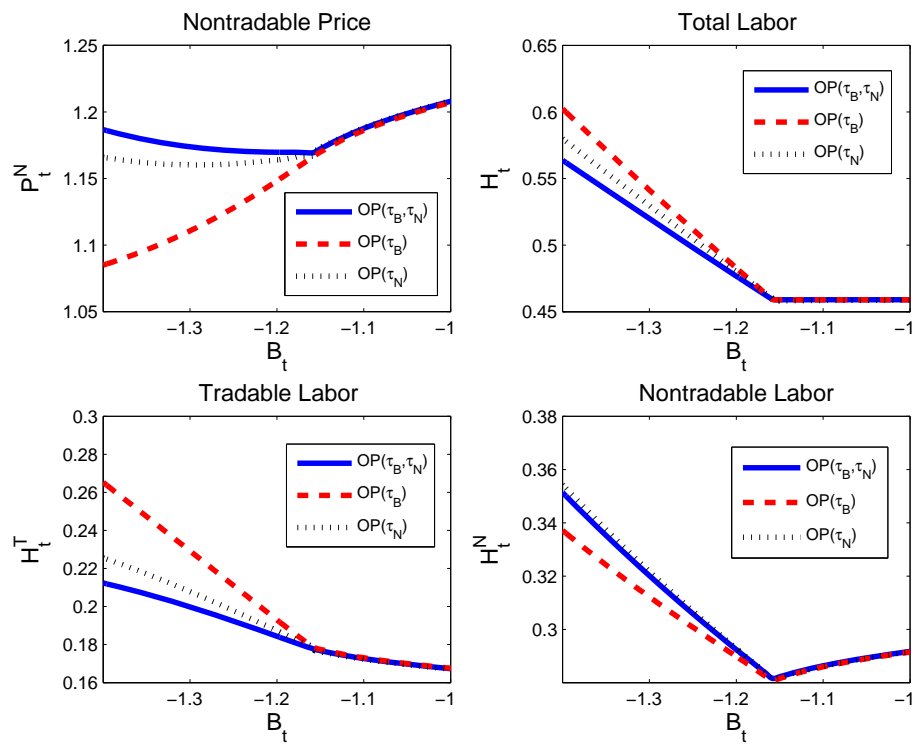 Nontradable Price
1.25
1.2
1.15
1.1
1.05
P_t^N
−1.3 −1.2 −1.1 −1
B_t
OP(τ_B,τ_N)
OP(τ_B)
OP(τ_N)
Total Labor
0.65
0.6
0.55
0.5
0.45
H_t
−1.3 −1.2 −1.1 −1
B_t
OP(τ_B,τ_N)
OP(τ_B)
OP(τ_N)
Tradable Labor
0.3
0.28
0.26
0.24
0.22
0.2
0.18
0.16
H_t^T
−1.3 −1.2 −1.1 −1
B_t
OP(τ_B,τ_N)
OP(τ_B)
OP(τ_N)
Nontradable Labor
0.38
0.36
0.34
0.32
0.3
H_t^N
−1.3 −1.2 −1.1 −1
B_t
OP(τ_B,τ_N)
OP(τ_B)
OP(τ_N)